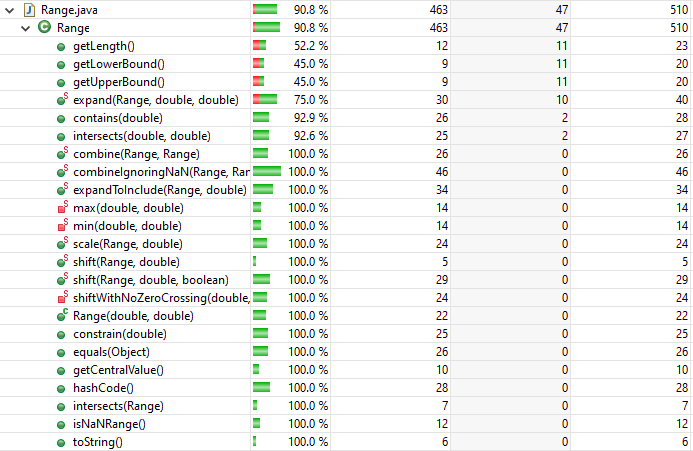 Range.java 90.8 % 463 47 510
Range 90.8 % 463 47 510
getLength() 52.2 % 12 11 23
getLowerBound() 45.0 % 9 11 20
getUpperBound() 45.0 % 9 11 20
expand(Range, double, double) 75.0 % 30 10 40
contains(double) 92.9 % 26 2 28
intersects(double, double) 92.6 % 25 2 27
combine(Range, Range) 100.0 % 26 0 26
combineIgnoringNaN(Range, Ran 100.0 % 46 0 46
expandToInclude(Range, double) 100.0 % 34 0 34
max(double, double) 100.0 % 14 0 14
min(double, double) 100.0 % 14 0 14
scale(Range, double) 100.0 % 24 0 24
shift(Range, double) 100.0 % 5 0 5
shift(Range, double, boolean) 100.0 % 29 0 29
shiftWithNoZeroCrossing(double, 100.0 % 24 0 24
Range(double, double) 100.0 % 22 0 22
constrain(double) 100.0 % 25 0 25
equals(Object) 100.0 % 26 0 26
getCentralValue() 100.0 % 10 0 10
hashCode() 100.0 % 28 0 28
intersects(Range) 100.0 % 7 0 7
isNaNRange() 100.0 % 12 0 12
toString() 100.0 % 6 0 6